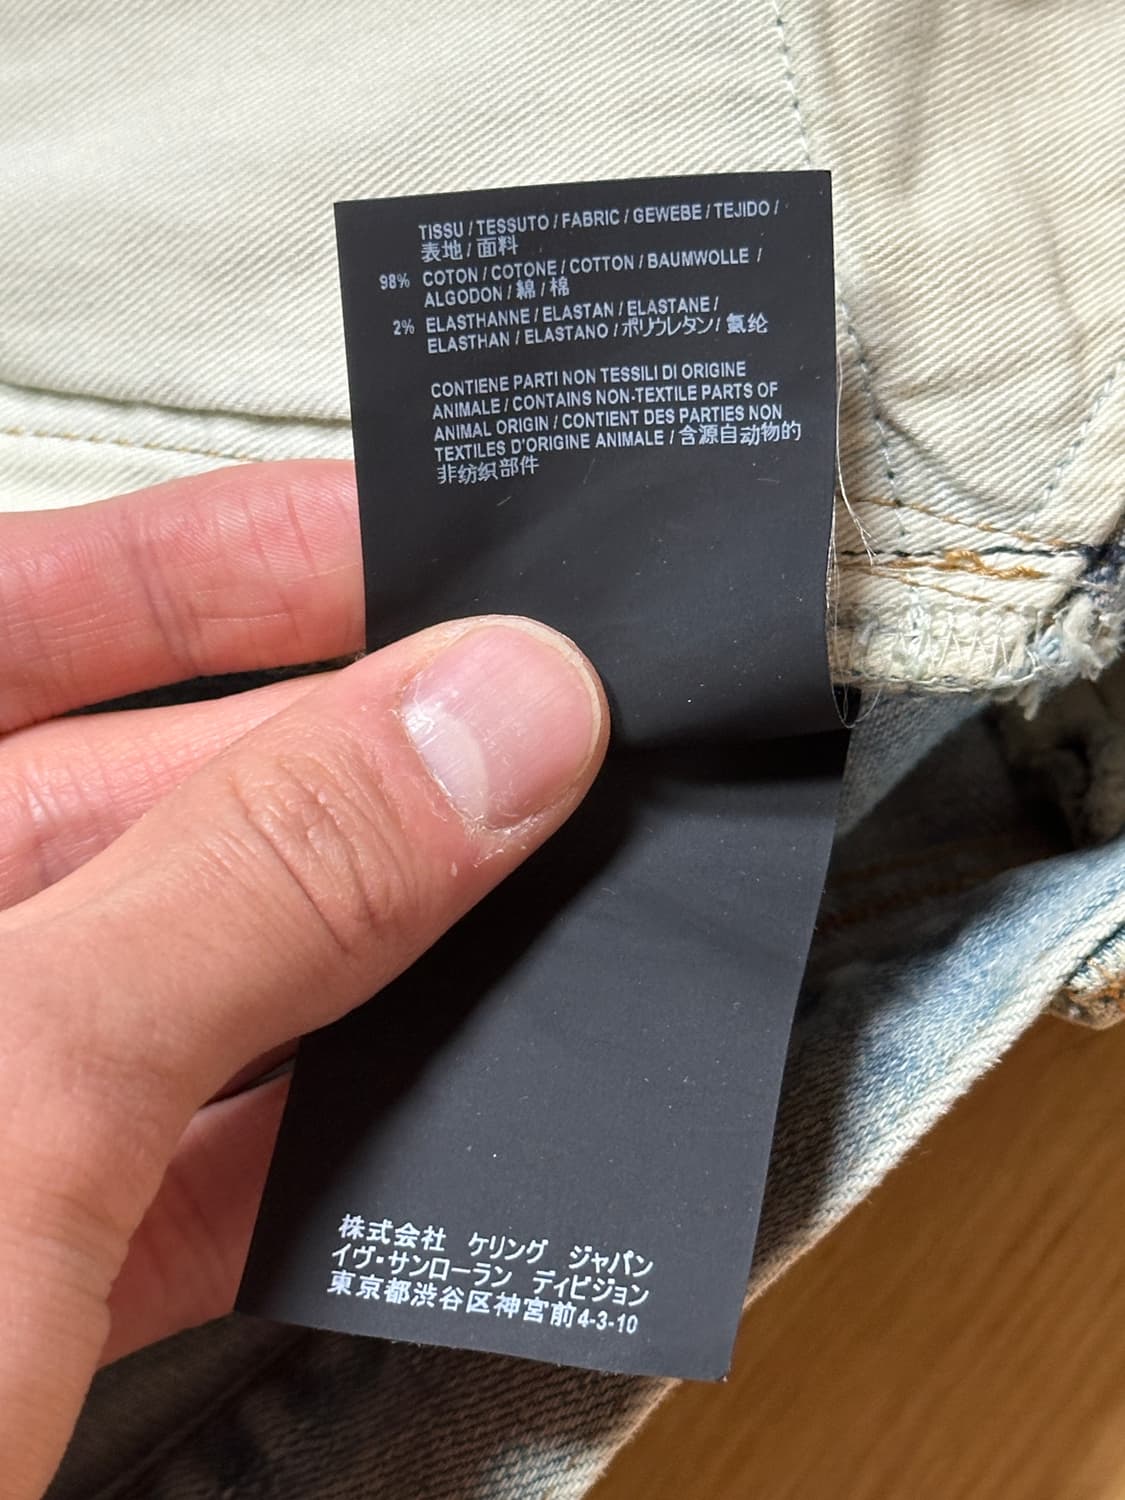 TISSU / TESSUTO / FABRIC / GEWEBE / TEJIDO /
表地 / 面料
98% COTON / COTONE / COTTON / BAUMWOLLE /
ALGODON / 綿 / 棉
2% ELASTHANNE / ELASTAN / ELASTANE /
ELASTHAN / ELASTANO / ポリウレタン / 氨纶
CONTIENE PARTI NON TESSILI DI ORIGINE
ANIMALE / CONTAINS NON-TEXTILE PARTS OF
ANIMAL ORIGIN / CONTIENT DES PARTIES NON
TEXTILES D'ORIGINE ANIMALE / 含源自动物的
非纺织部件
株式会社 ケリング ジャパン
イヴ・サンローラン ディビジョン
東京都渋谷区神宮前4-3-10